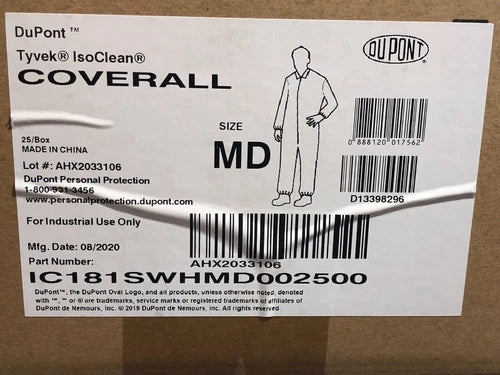 DuPont ™
Tyvek® IsoClean®
COVERALL
DUPONT®
SIZE
MD
0 888120 017562
25/Box
MADE IN CHINA
Lot #: AHX2033106
DuPont Personal Protection
1-800-931-3456
www.personalprotection.dupont.com
D13398296
For Industrial Use Only
Mfg. Date: 08/2020
AHX2033106
Part Number:
IC181SWHMD002500
DuPont™, the DuPont Oval Logo, and all products, unless otherwise noted, denoted
with ™, ℠ or ® are trademarks, service marks or registered trademarks of affiliates of
DuPont de Nemours, Inc. © 2019 DuPont de Nemours, Inc. All rights reserved.